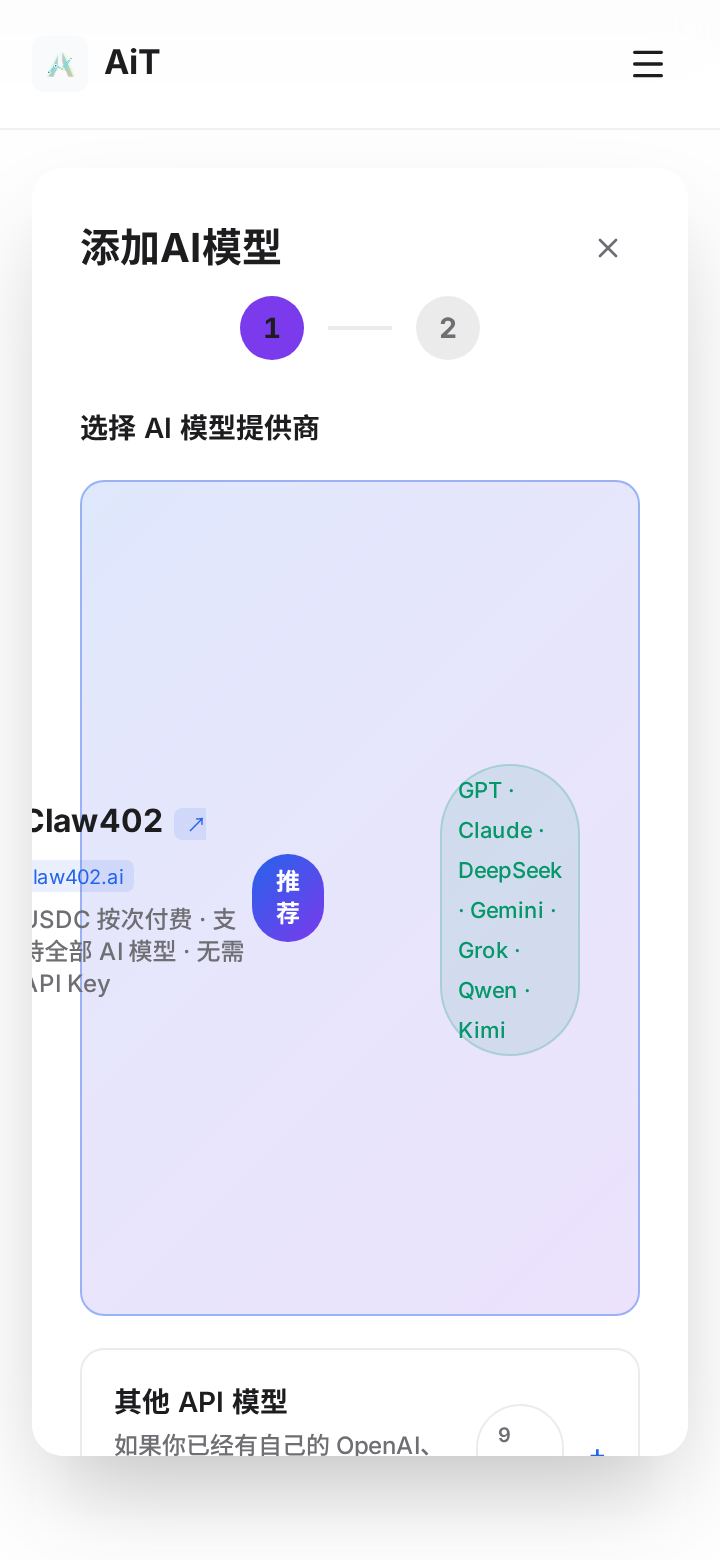 AiT
添加AI模型
1
2
选择 AI 模型提供商
Claw402 ↗
law402.ai
USDC 按次付费 · 支
持全部 AI 模型 · 无需
API Key
推
荐
GPT ·
Claude ·
DeepSeek
· Gemini ·
Grok ·
Qwen ·
Kimi
其他 API 模型
如果你已经有自己的 OpenAI、
9
+